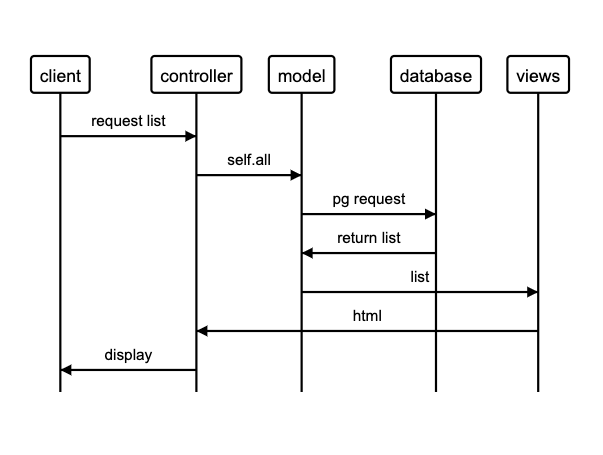 client
controller
model
database
views
request list
self.all
pg request
return list
list
html
display